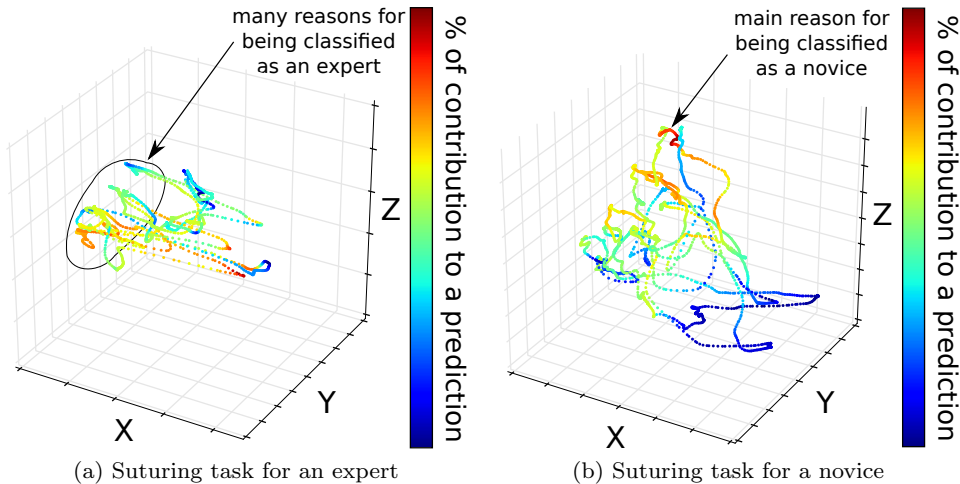 many reasons for
being classified
as an expert
Z
Y
X
% of contribution to a prediction
(a) Suturing task for an expert
main reason for
being classified
as a novice
Z
Y
X
% of contribution to a prediction
(b) Suturing task for a novice